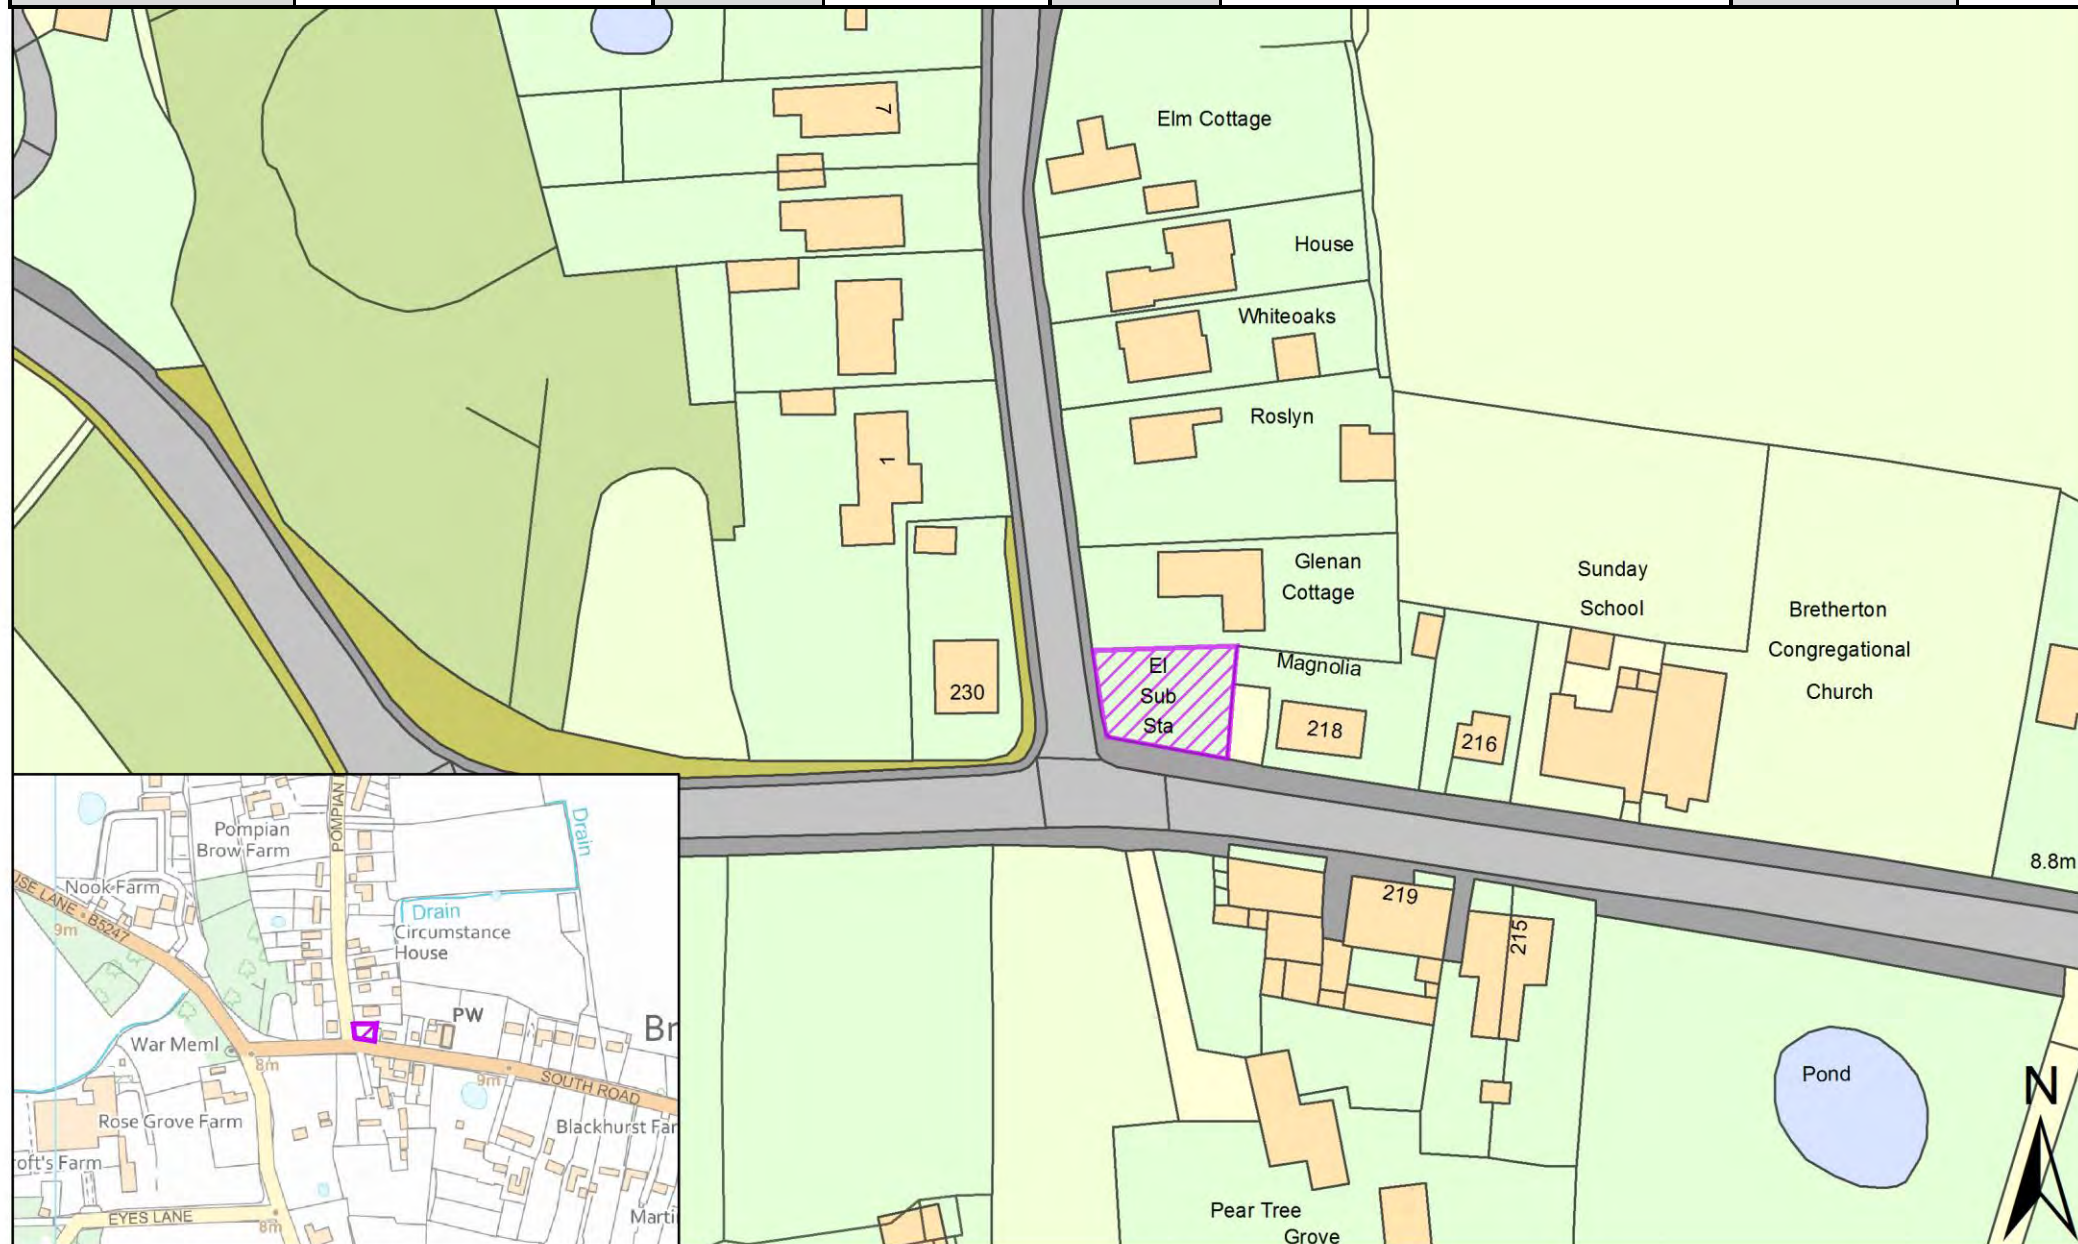 7
Elm Cottage
House
Whiteoaks
Roslyn
1
Glenan
Cottage
Sunday
School
Bretherton
Congregational
Church
El
Sub
Sta
Magnolia
230
218
216
8.8m
219
215
Pond
N
Pear Tree
Grove
POMPIAN
Pompian
Brow Farm
Drain
Nook Farm
USE LANE B5247
9m
Drain
Circumstance
House
PW
Br
War Meml
8m
9m
SOUTH ROAD
Rose Grove Farm
Blackhurst Far
oft's Farm
EYES LANE
8m
Marti